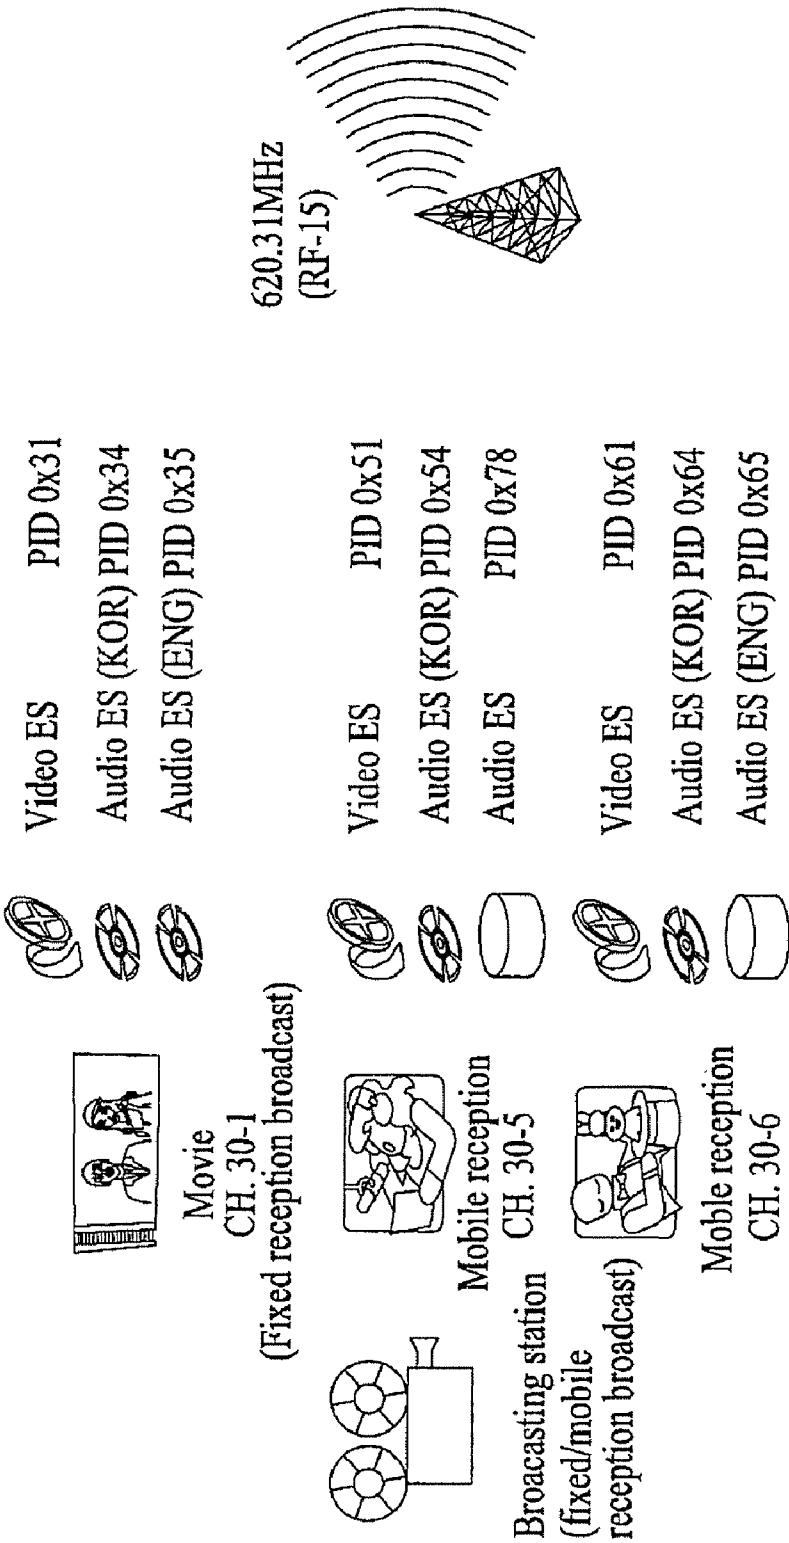 620.31MHz
(RF-15)
Video ES PID 0x31
Audio ES (KOR) PID 0x34
Audio ES (ENG) PID 0x35
Movie
CH. 30-1
(Fixed reception broadcast)
Video ES PID 0x51
Audio ES (KOR) PID 0x54
Audio ES PID 0x78
Mobile reception
CH. 30-5
Video ES PID 0x61
Audio ES (KOR) PID 0x64
Audio ES (ENG) PID 0x65
Moble reception
CH. 30-6
Broacasting station
(fixed/mobile
reception broadcast)